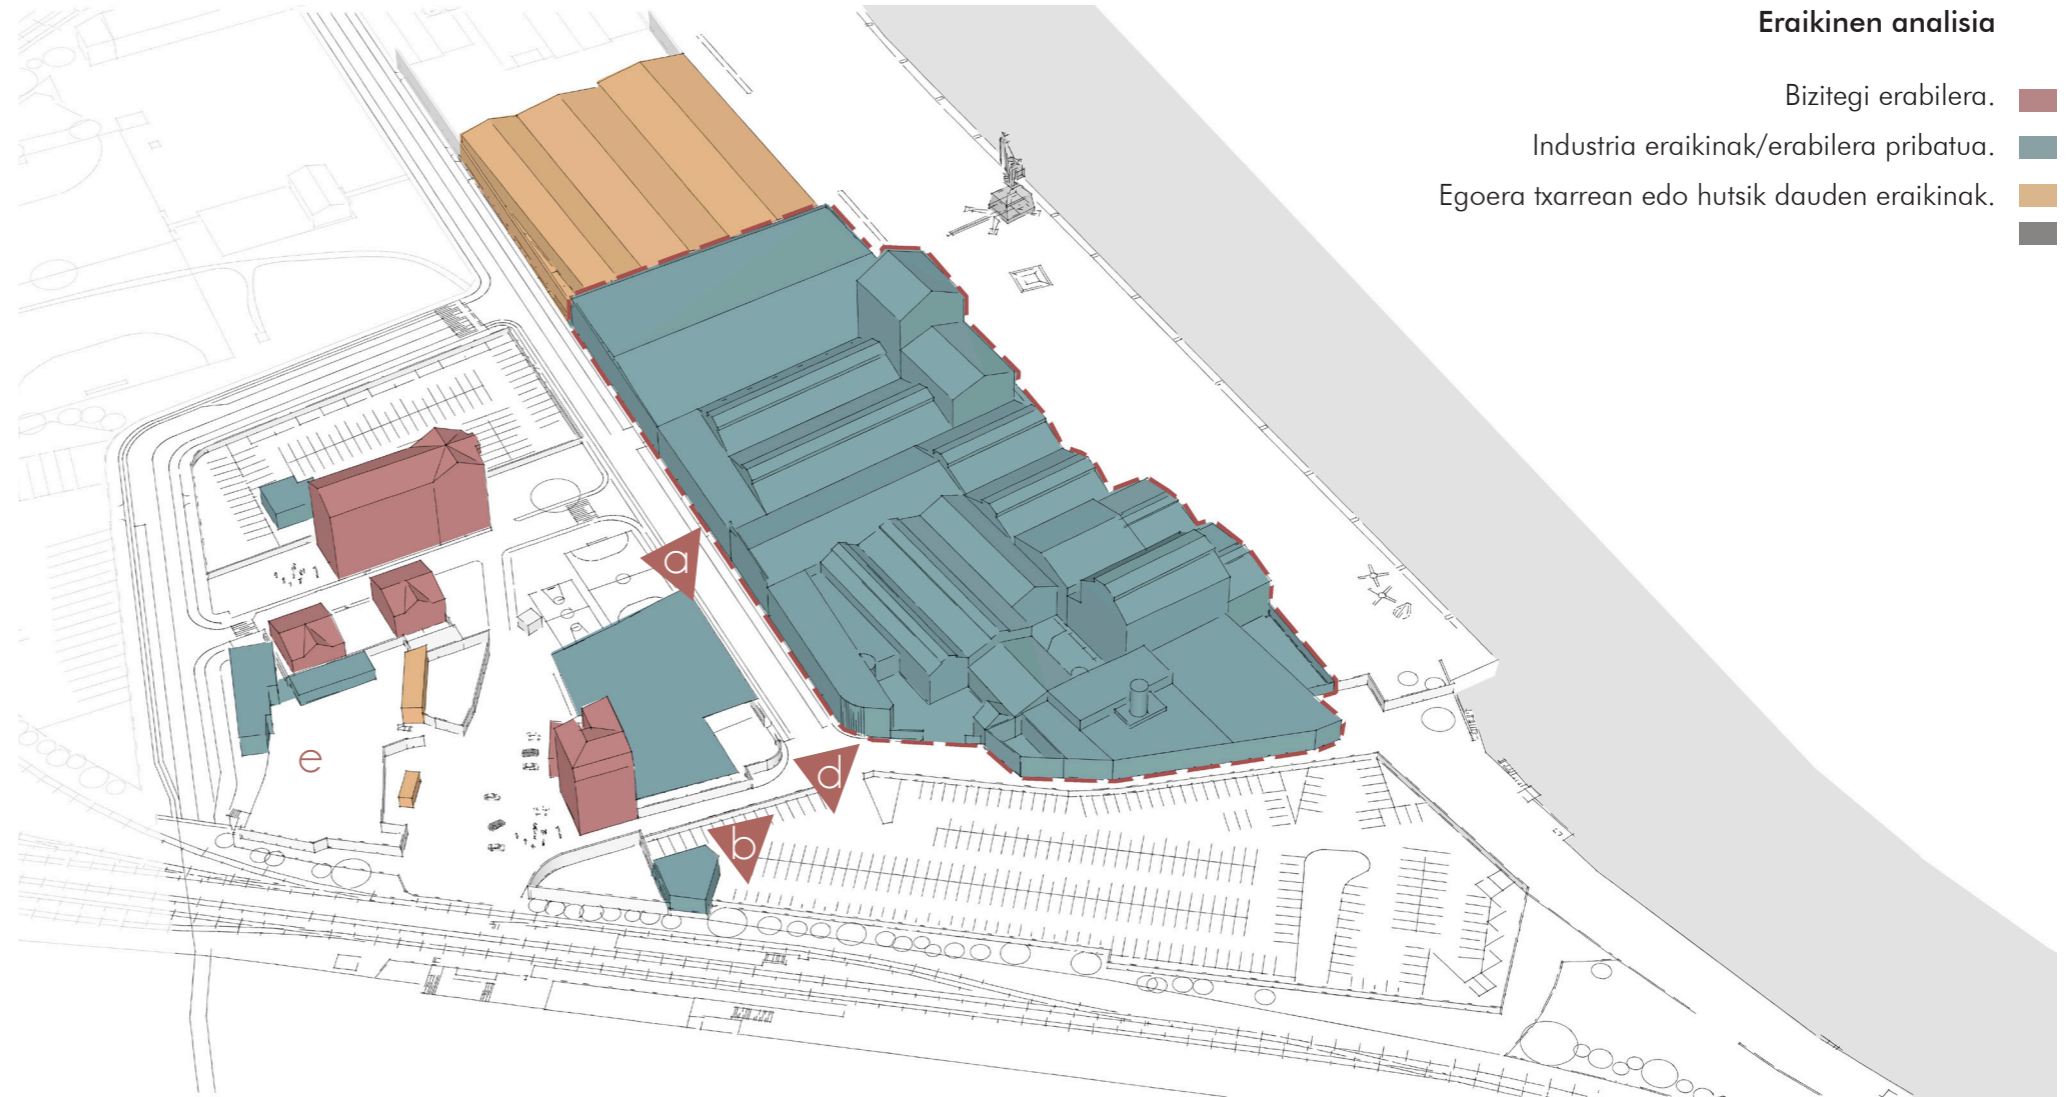 Eraikinen analisia
Bizitegi erabilera.
Industria eraikinak/erabilera pribatua.
Egoera txarrean edo hutsik dauden eraikinak.
a
e
d
b